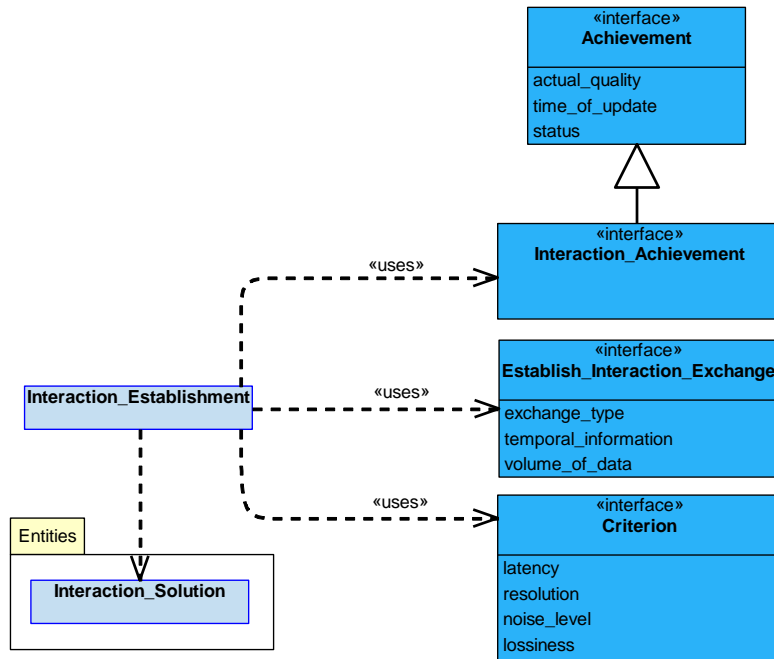 «interface»
Achievement
actual_quality
time_of_update
status
«interface»
Interaction_Achievement
«uses»
«interface»
Establish_Interaction_Exchange
exchange_type
temporal_information
volume_of_data
Interaction_Establishment
«uses»
«uses»
«interface»
Criterion
latency
resolution
noise_level
lossiness
Entities
Interaction_Solution